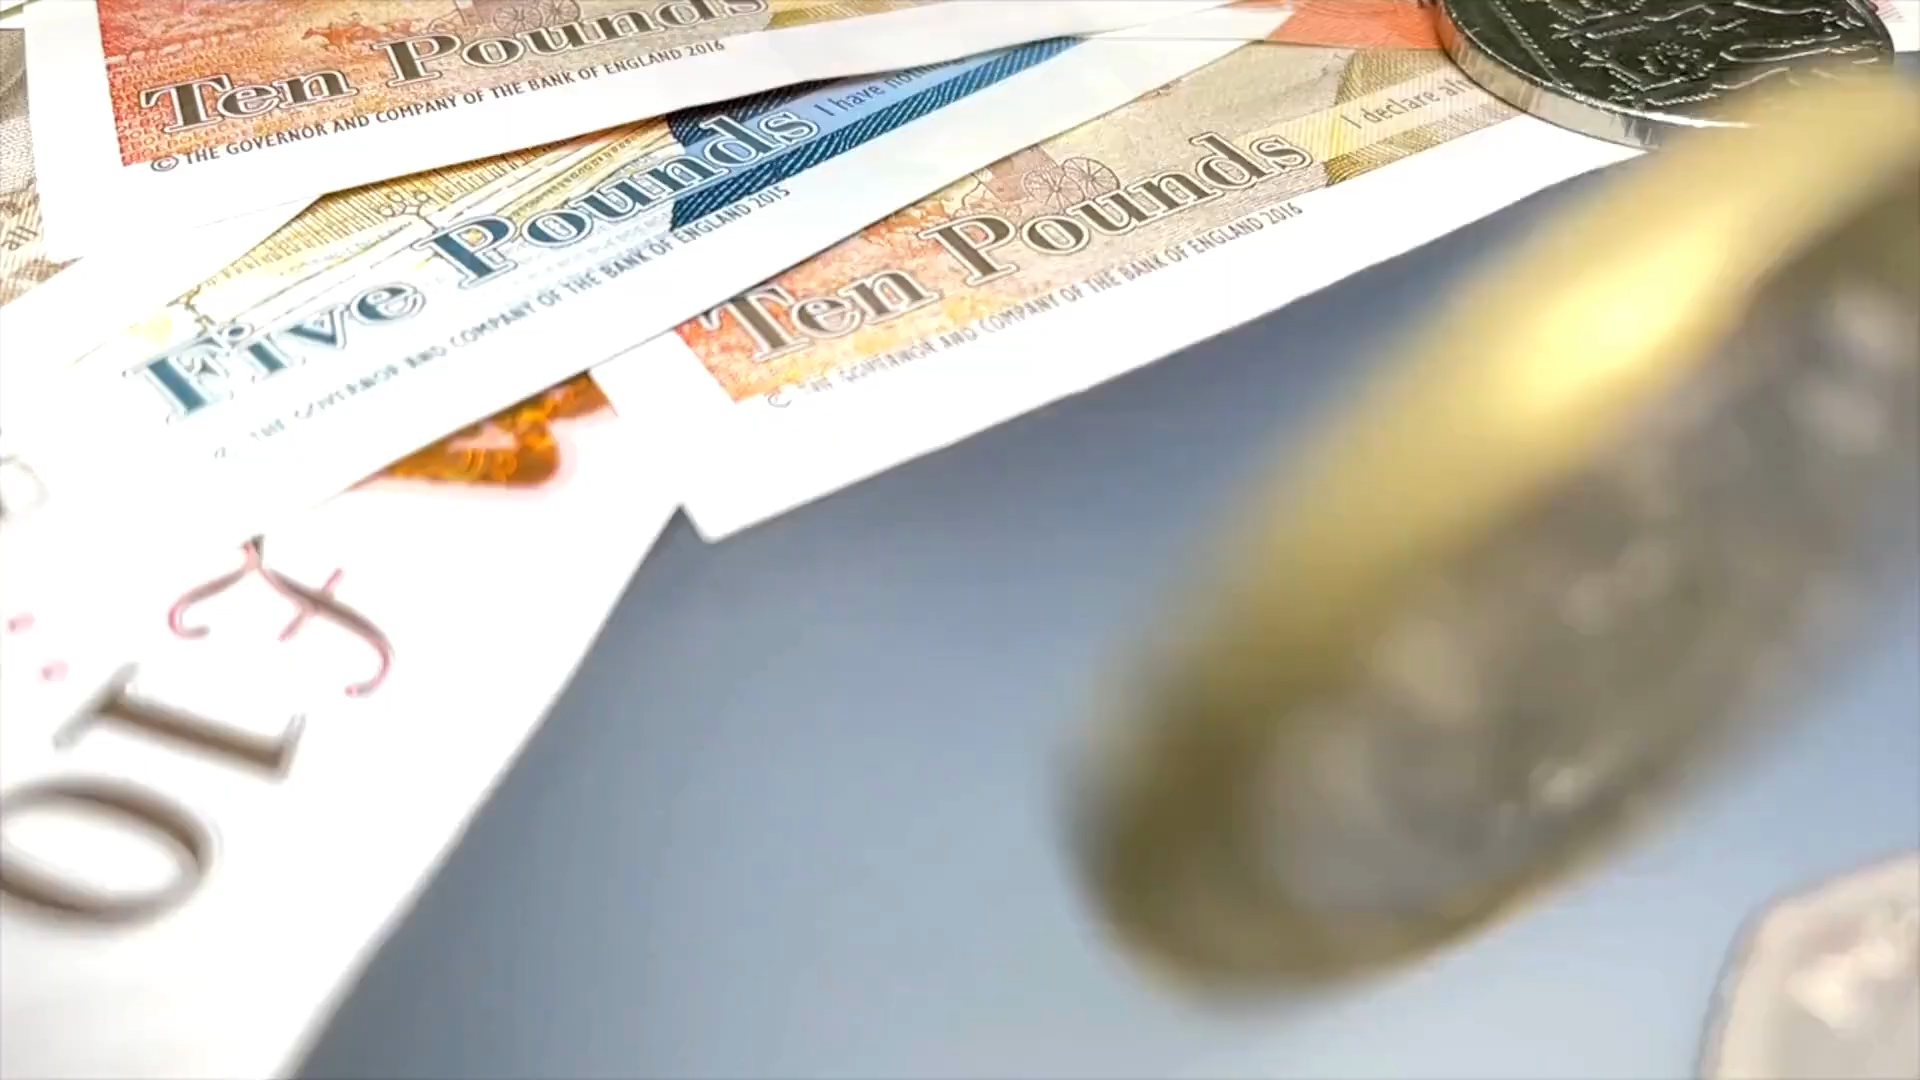 Ten Pounds
© THE GOVERNOR AND COMPANY OF THE BANK OF ENGLAND 2016
Five Pounds
I have
THE GOVERNOR AND COMPANY OF THE BANK OF ENGLAND 2015
Ten Pounds
I declare
© THE GOVERNOR AND COMPANY OF THE BANK OF ENGLAND 2016
all
£10